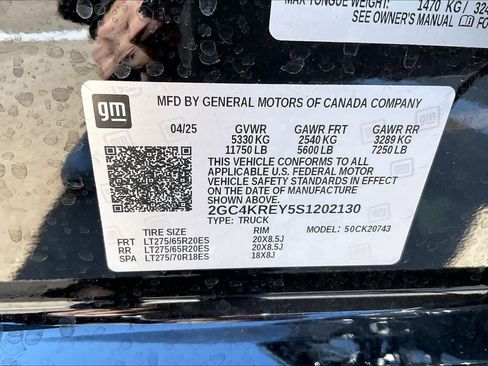 MAX TONGUE WEIGHT: 1470 KG / 324
SEE OWNER'S MANUAL FO
gm
MFD BY GENERAL MOTORS OF CANADA COMPANY
04/25 GVWR GAWR FRT GAWR RR
5330 KG 2540 KG 3289 KG
11750 LB 5600 LB 7250 LB
THIS VEHICLE CONFORMS TO ALL
APPLICABLE U.S. FEDERAL MOTOR
VEHICLE SAFETY STANDARDS IN EFFECT ON
THE DATE OF MANUFACTURE SHOWN ABOVE.
2GC4KREY5S1202130
TYPE: TRUCK
TIRE SIZE RIM MODEL: 50CK20743
FRT LT275/65R20ES 20X8.5J
RR LT275/65R20ES 20X8.5J
SPA LT275/70R18ES 18X8J